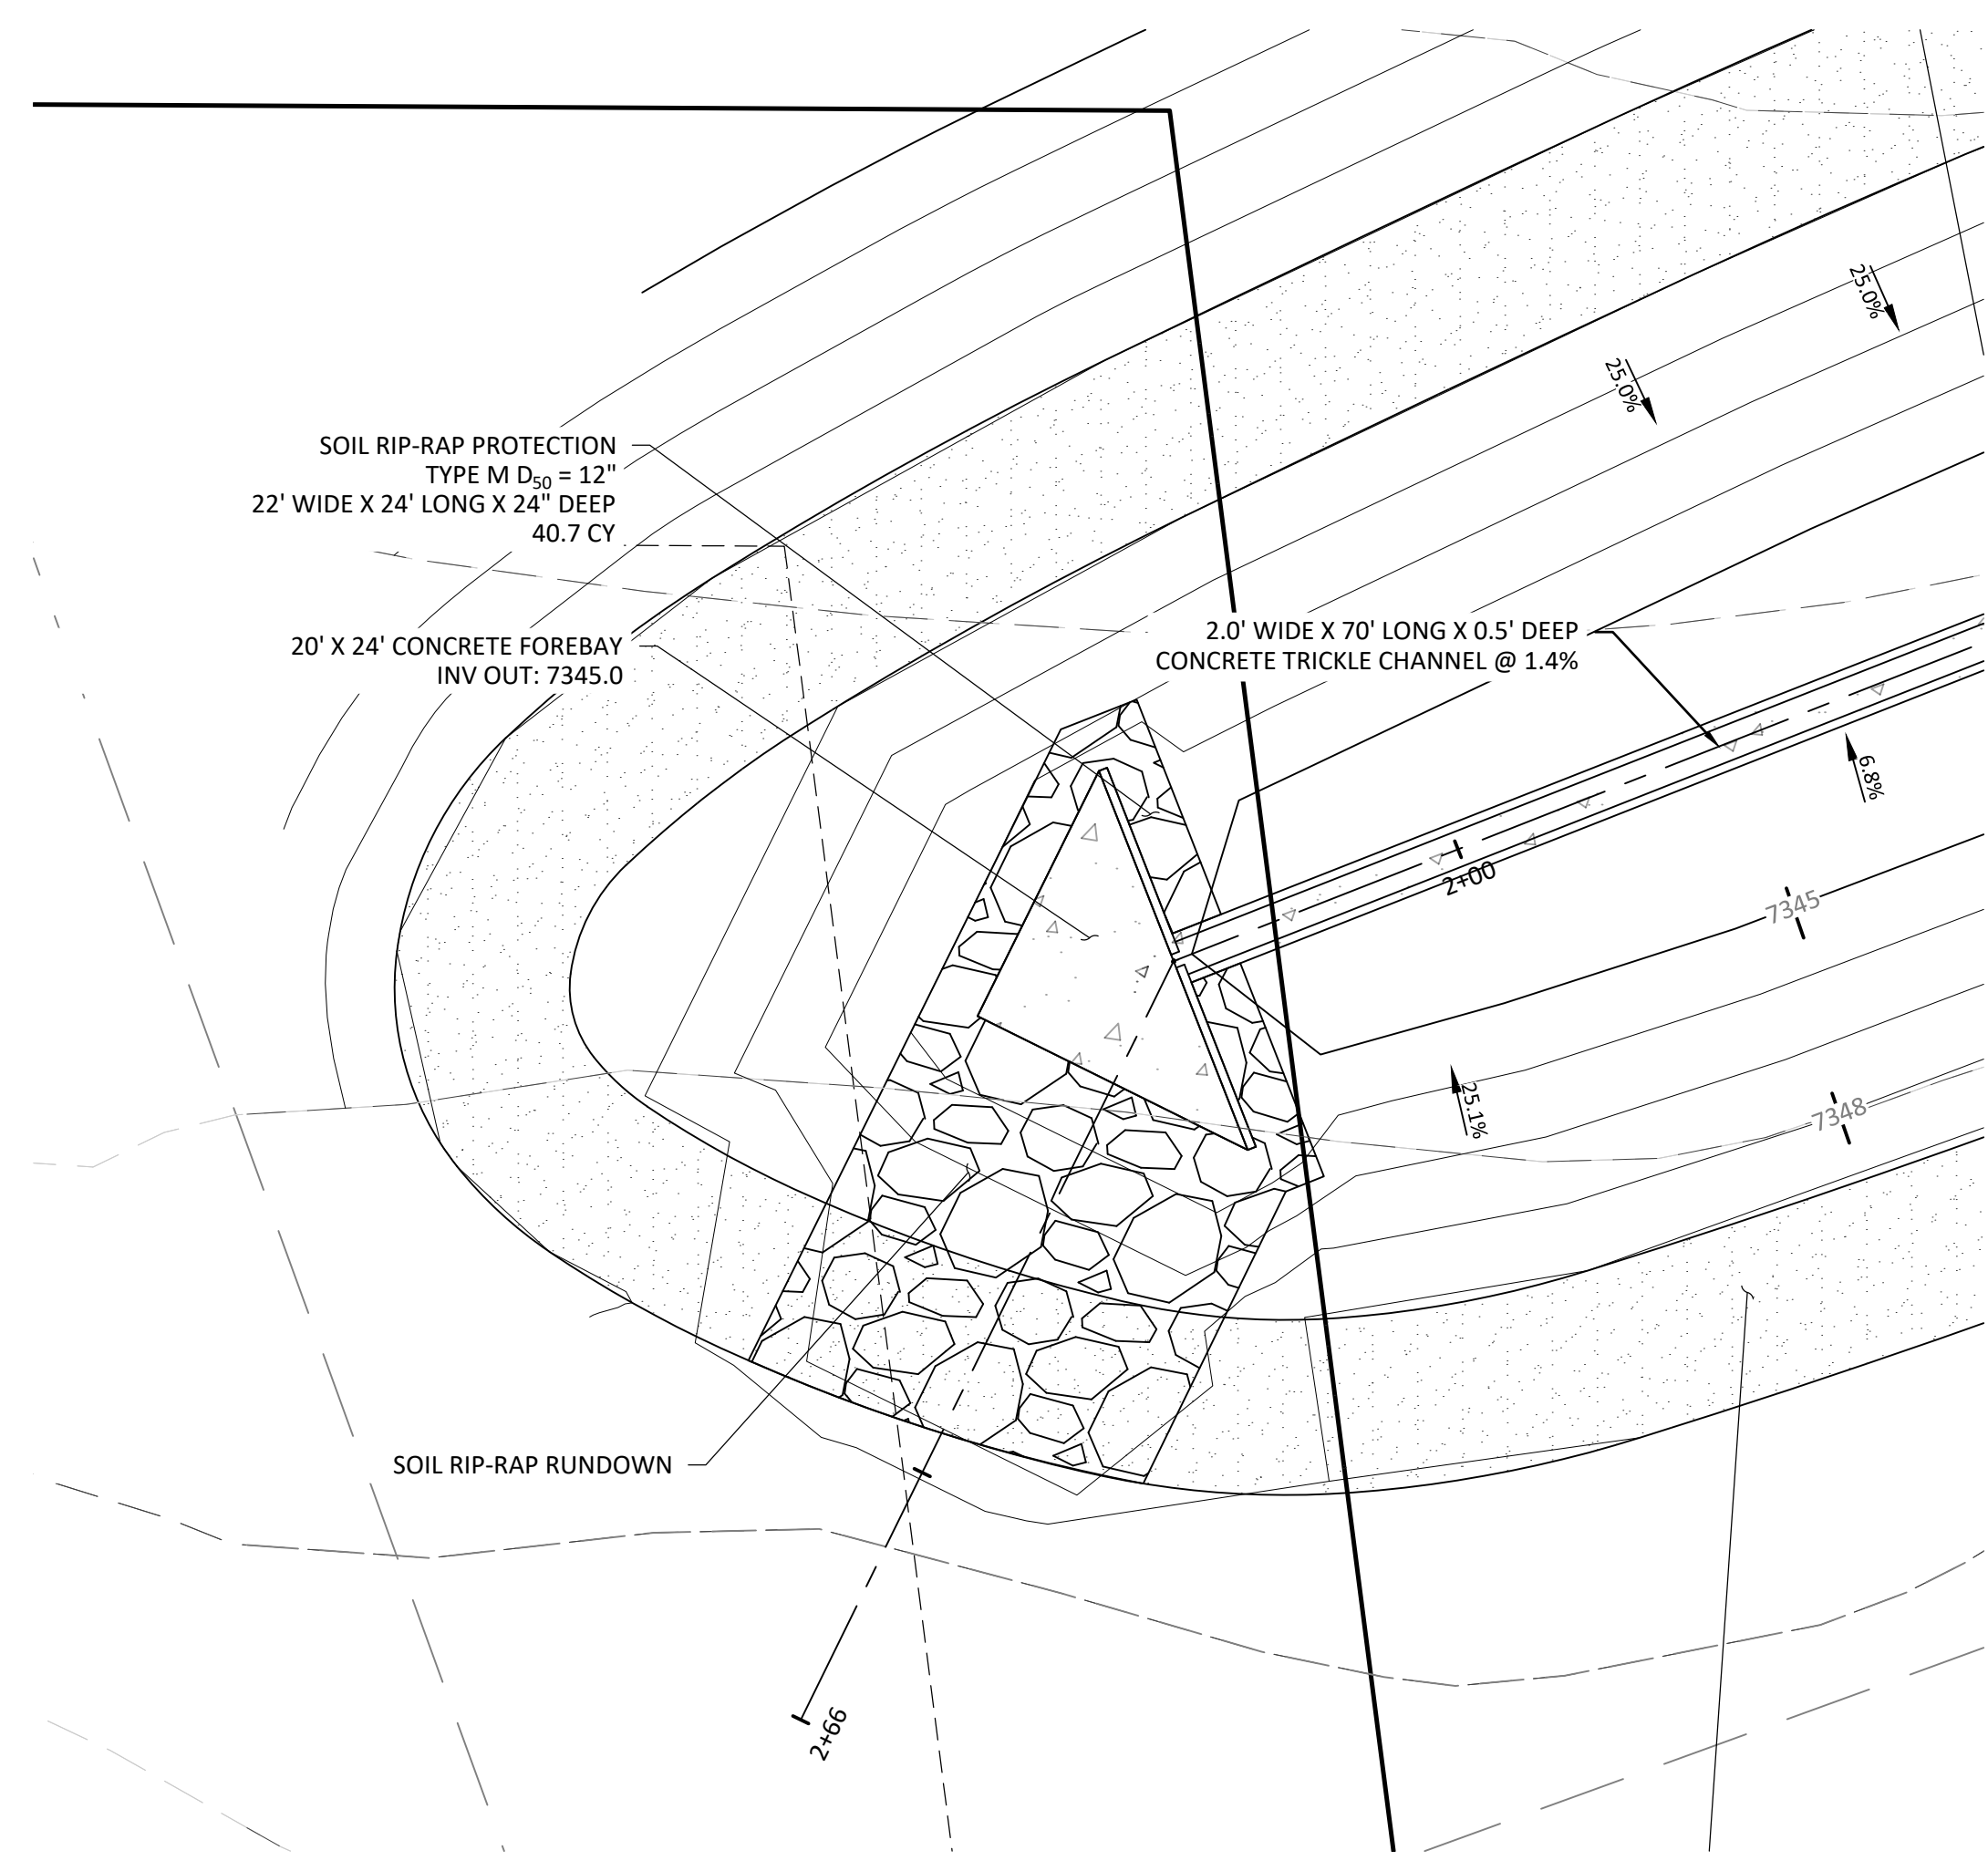 SOIL RIP-RAP PROTECTION
TYPE M D₅₀ = 12"
22' WIDE X 24' LONG X 24" DEEP
40.7 CY
20' X 24' CONCRETE FOREBAY
INV OUT: 7345.0
2.0' WIDE X 70' LONG X 0.5' DEEP
CONCRETE TRICKLE CHANNEL @ 1.4%
25.0%
25.0%
6.8%
2+00
7345
25.1%
7348
SOIL RIP-RAP RUNDOWN
2+66